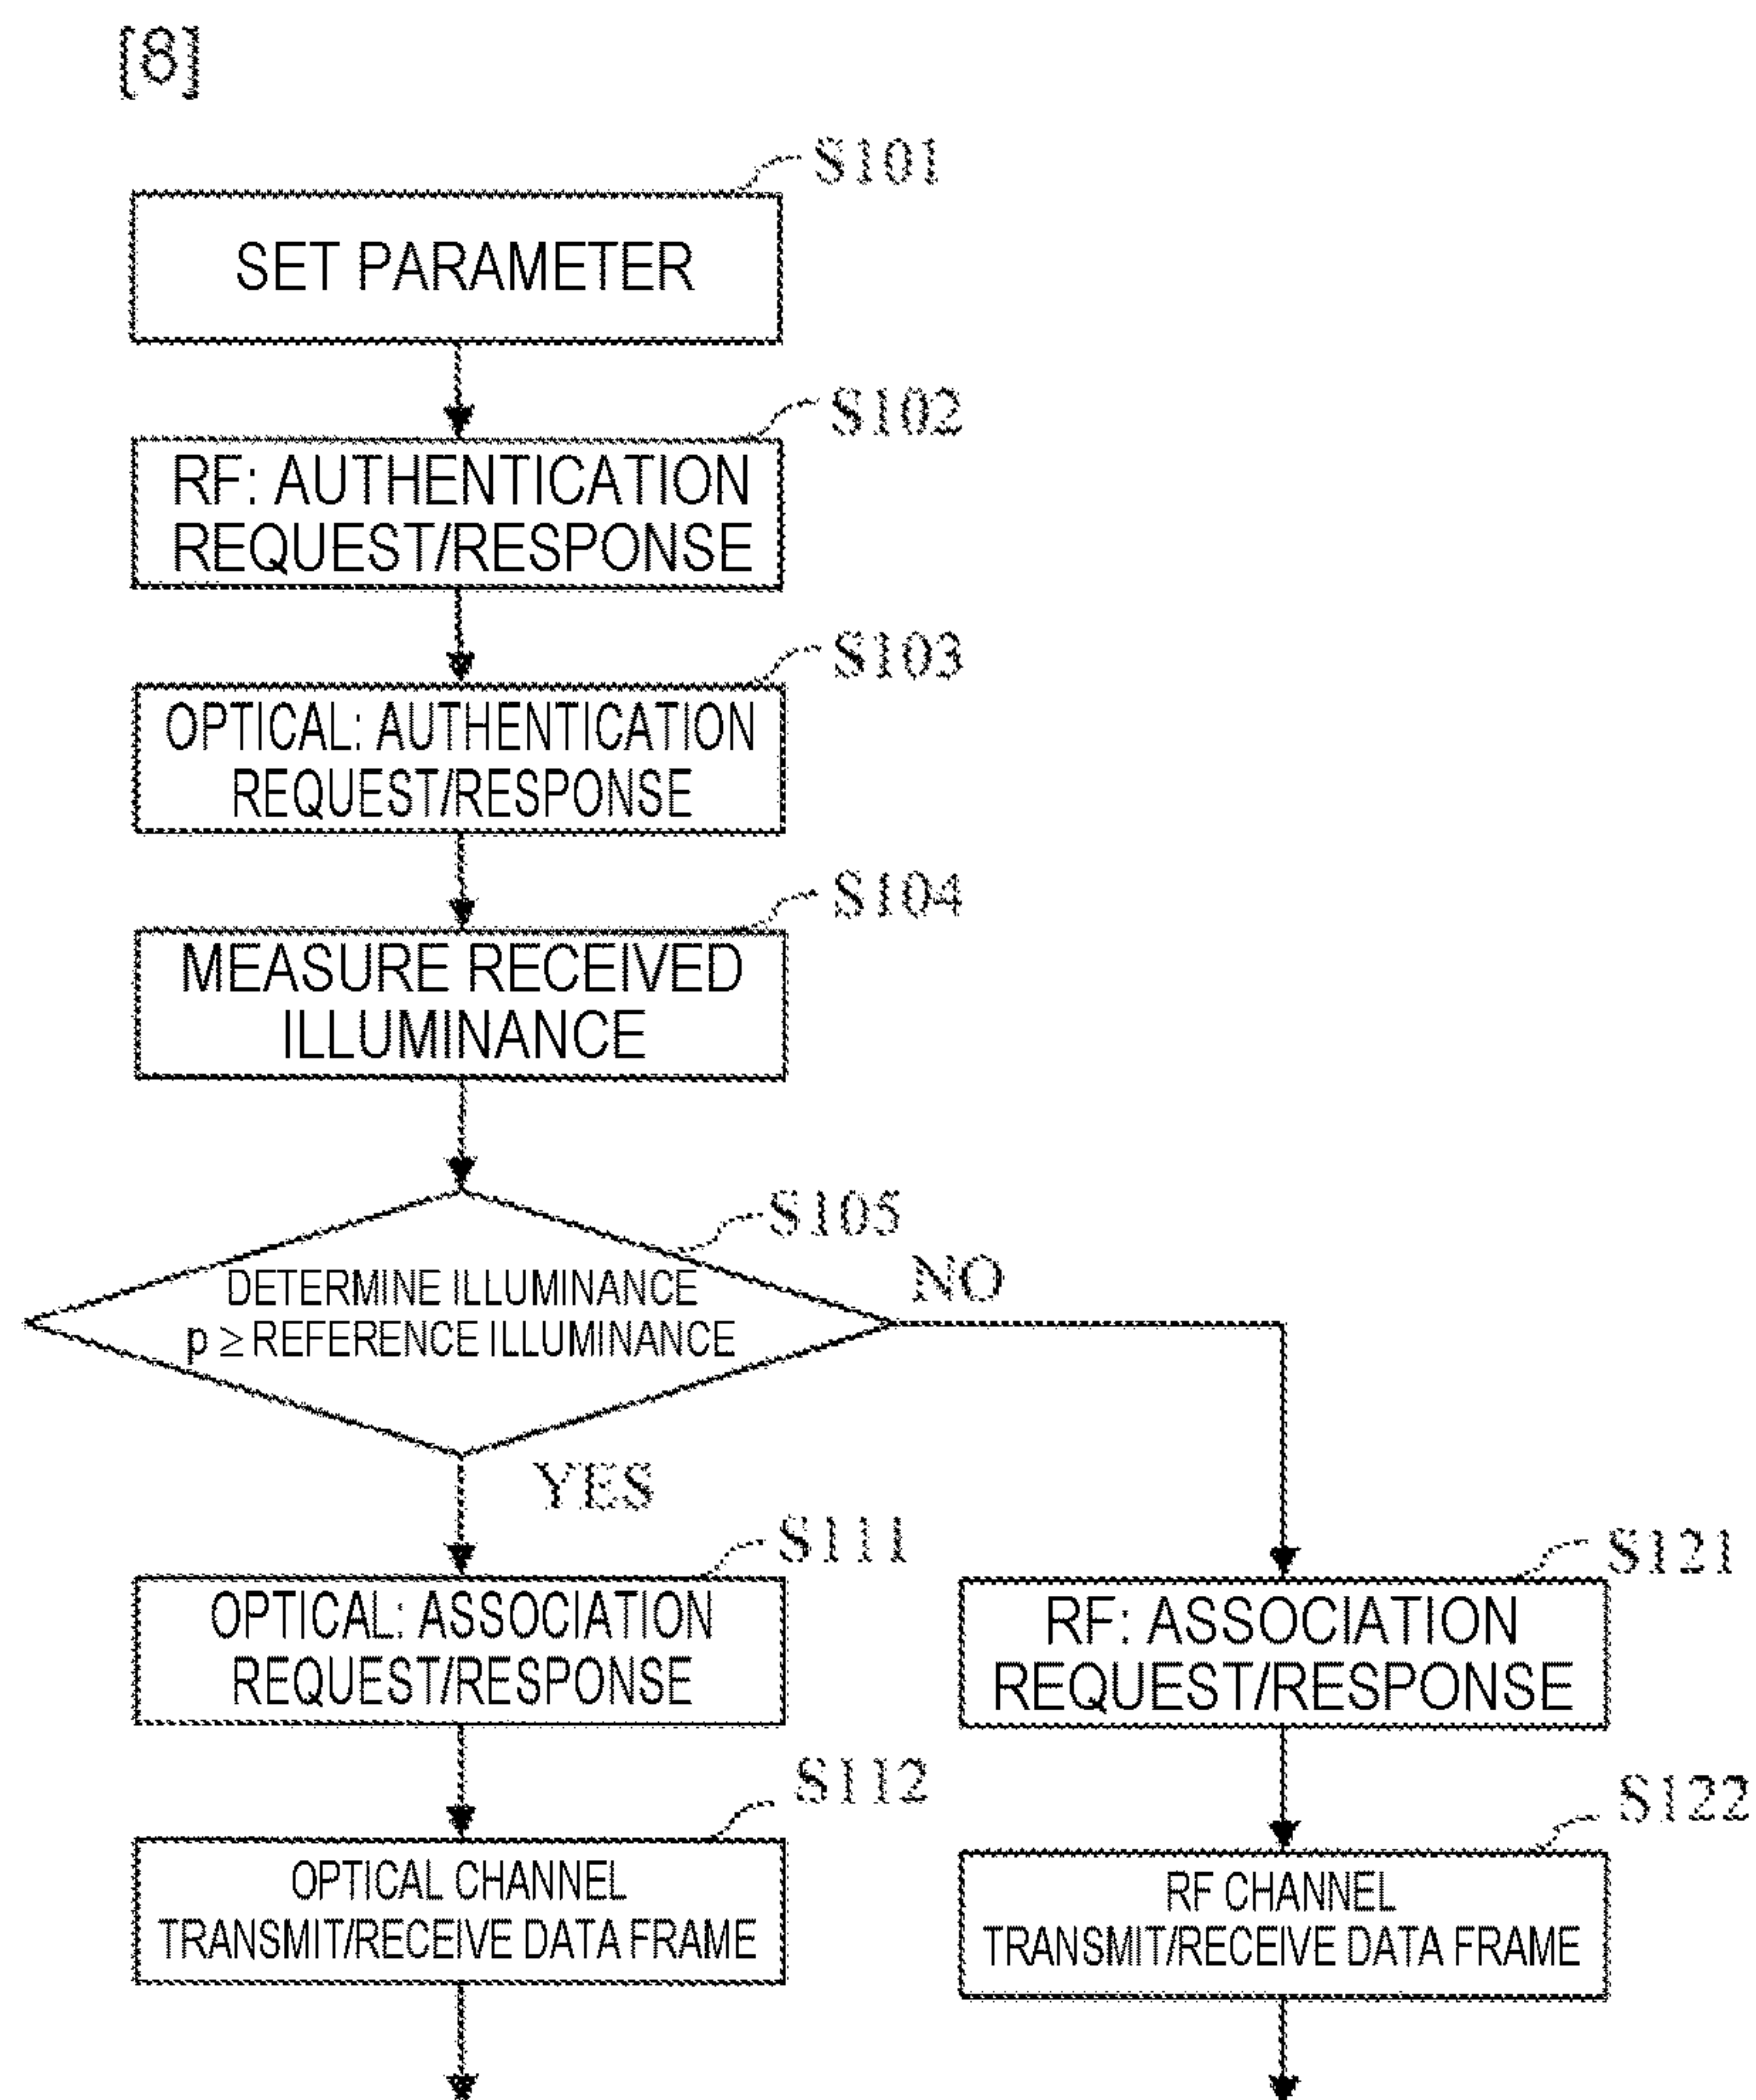 [8]
S101
SET PARAMETER
S102
RF: AUTHENTICATION
REQUEST/RESPONSE
S103
OPTICAL: AUTHENTICATION
REQUEST/RESPONSE
S104
MEASURE RECEIVED
ILLUMINANCE
S105
DETERMINE ILLUMINANCE
p ≥ REFERENCE ILLUMINANCE
NO
YES
S111
OPTICAL: ASSOCIATION
REQUEST/RESPONSE
S121
RF: ASSOCIATION
REQUEST/RESPONSE
S112
OPTICAL CHANNEL
TRANSMIT/RECEIVE DATA FRAME
S122
RF CHANNEL
TRANSMIT/RECEIVE DATA FRAME